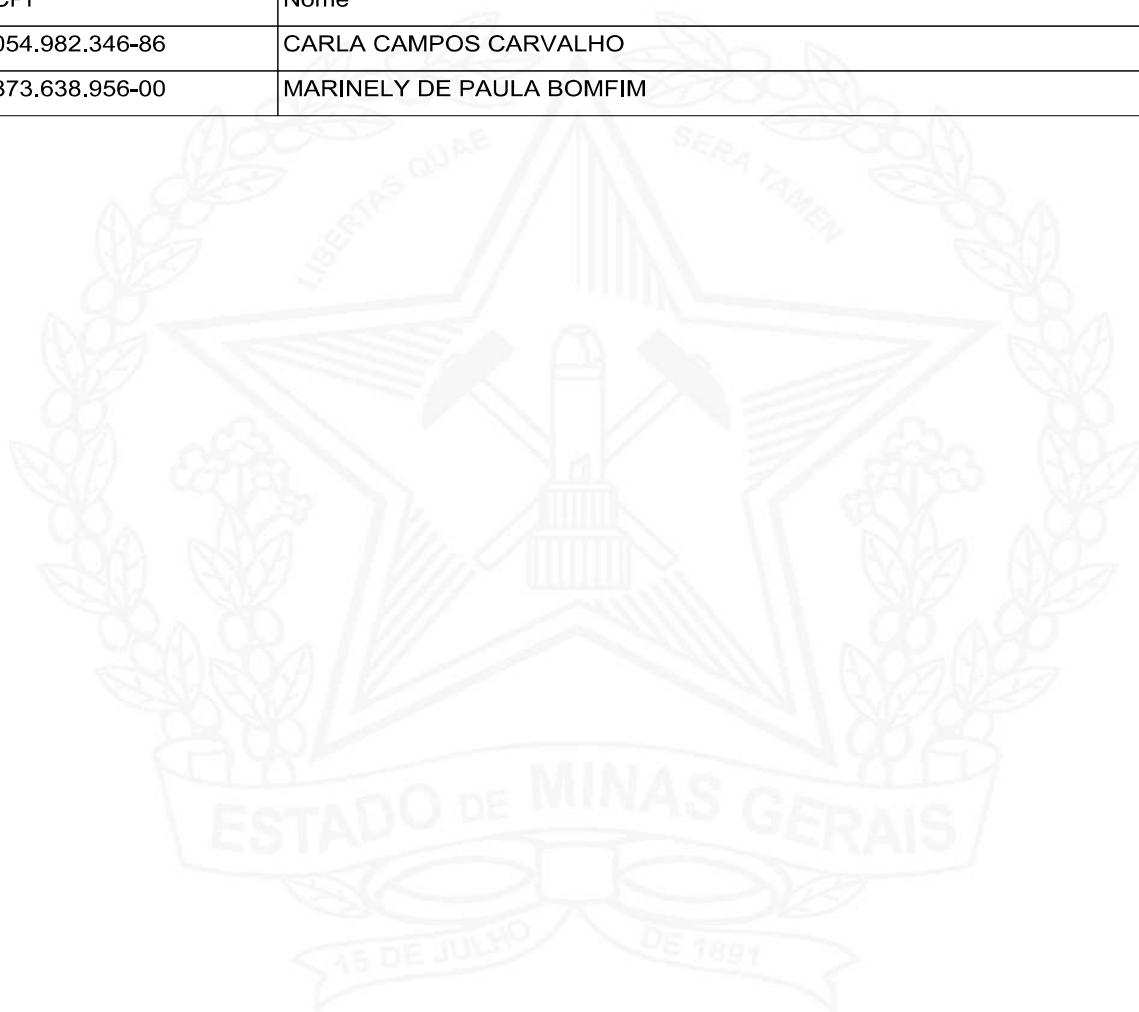 CPF Nome
054.982.346-86 CARLA CAMPOS CARVALHO
873.638.956-00 MARINELY DE PAULA BOMFIM
LIBERTAS QUAE SERA TAMEN
ESTADO DE MINAS GERAIS
15 DE JULHO DE 1891